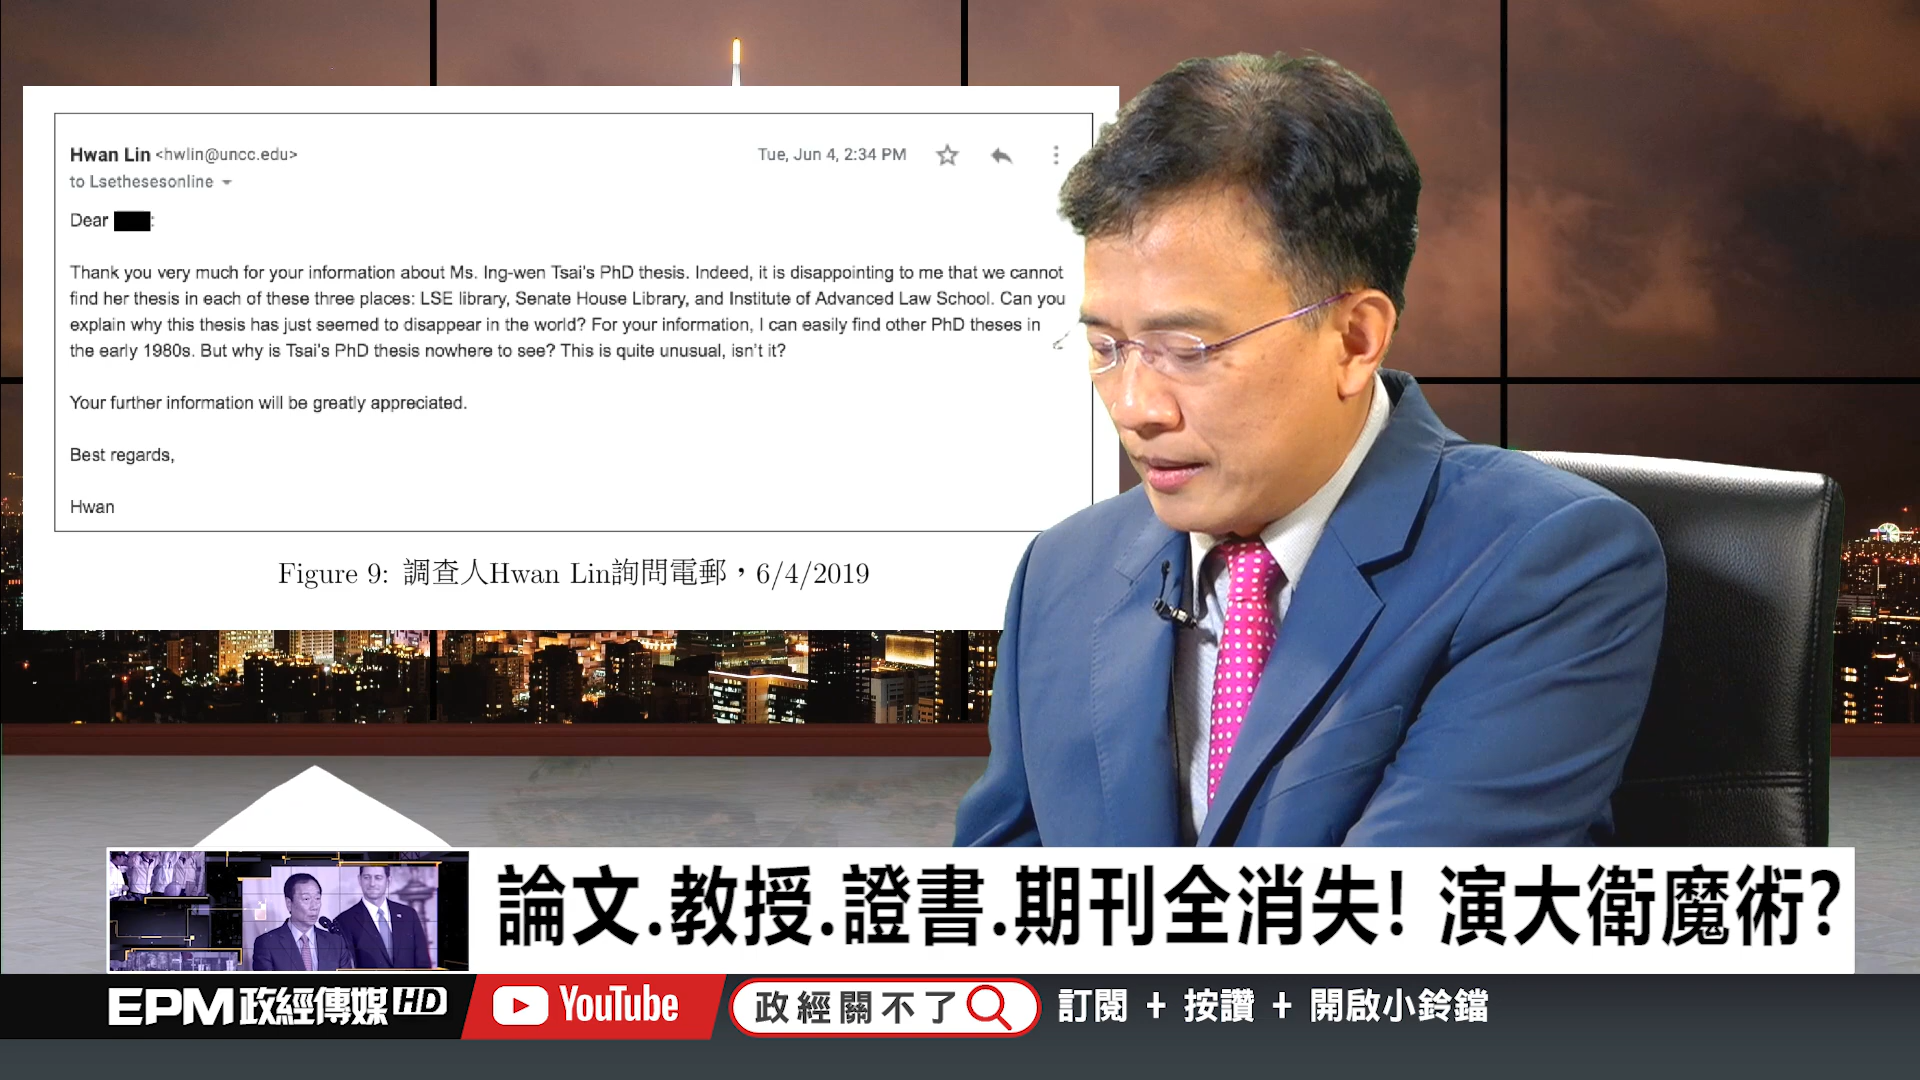 Hwan Lin <hwlin@uncc.edu>
Tue, Jun 4, 2:34 PM
to Lsethesesonline
Dear :
Thank you very much for your information about Ms. Ing-wen Tsai's PhD thesis. Indeed, it is disappointing to me that we cannot
find her thesis in each of these three places: LSE library, Senate House Library, and Institute of Advanced Law School. Can you
explain why this thesis has just seemed to disappear in the world? For your information, I can easily find other PhD theses in
the early 1980s. But why is Tsai's PhD thesis nowhere to see? This is quite unusual, isn't it?
Your further information will be greatly appreciated.
Best regards,
Hwan
Figure 9: 調查人Hwan Lin詢問電郵，6/4/2019
論文.教授.證書.期刊全消失! 演大衛魔術?
EPM政經傳媒HD
YouTube
政經關不了
訂閱 + 按讚 + 開啟小鈴鐺